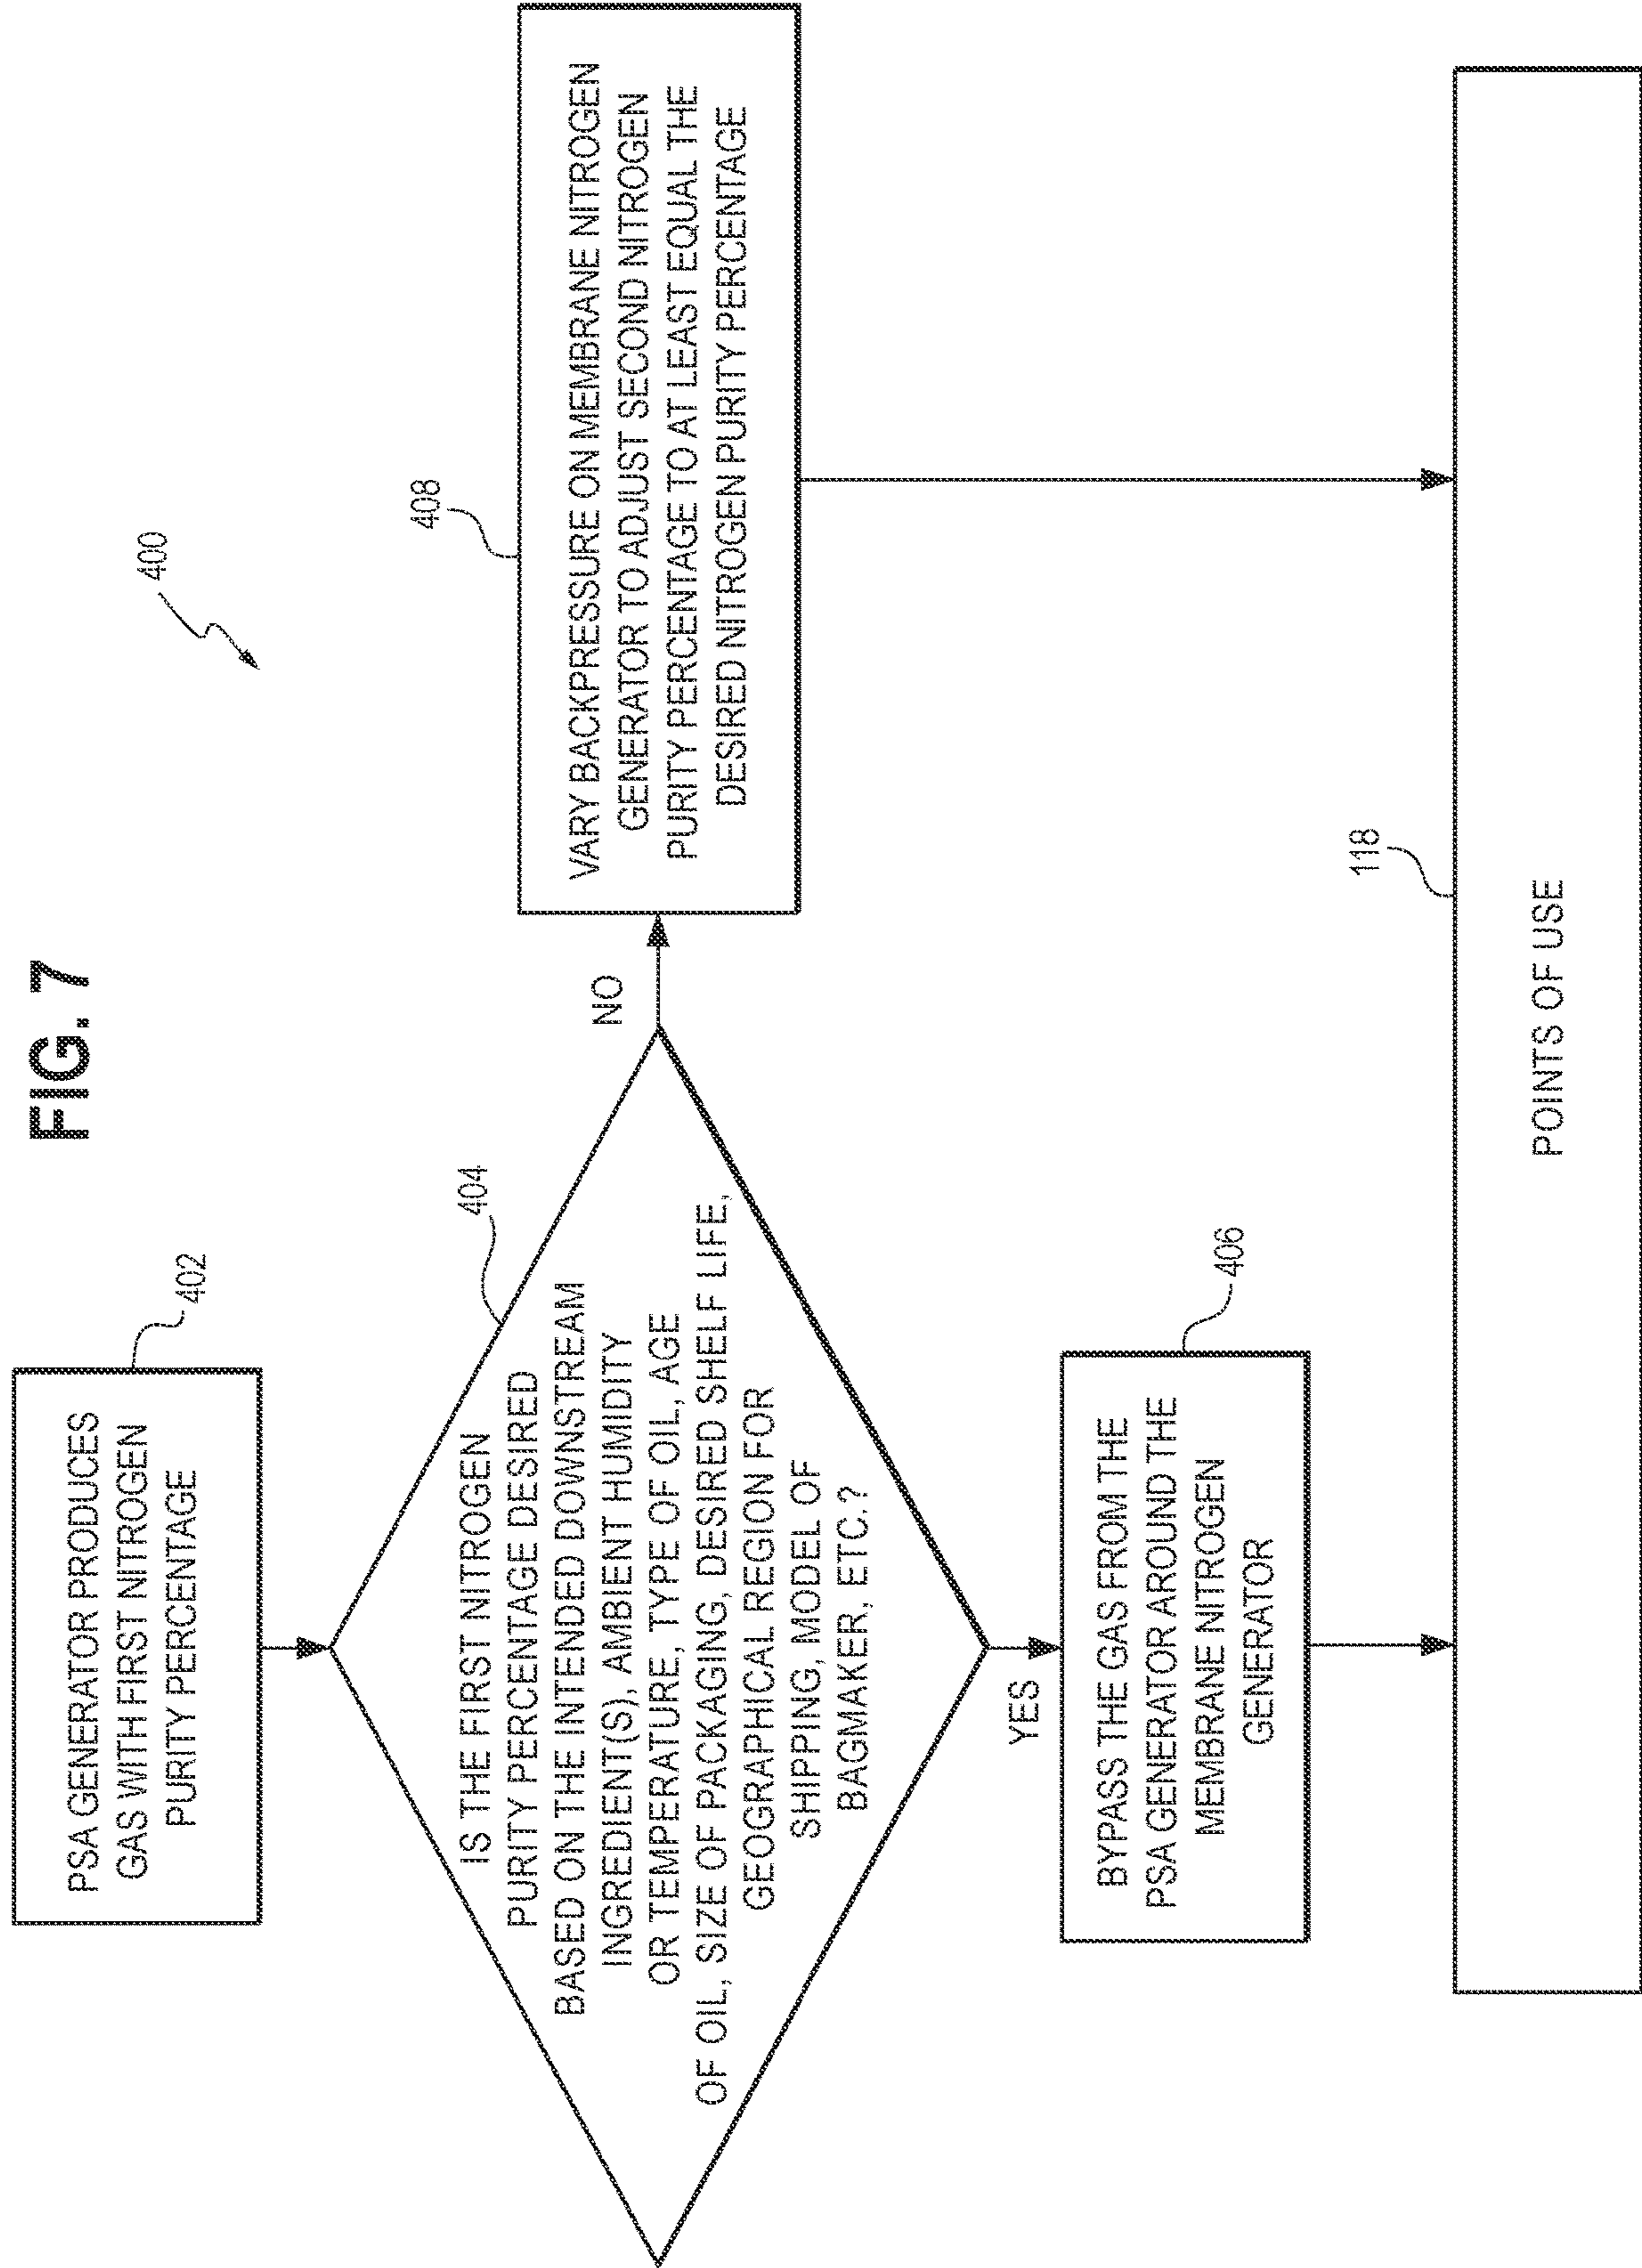 FIG. 7
400
402
PSA GENERATOR PRODUCES
GAS WITH FIRST NITROGEN
PURITY PERCENTAGE
404
IS THE FIRST NITROGEN
PURITY PERCENTAGE DESIRED
BASED ON THE INTENDED DOWNSTREAM
INGREDIENT(S), AMBIENT HUMIDITY
OR TEMPERATURE, TYPE OF OIL, AGE
OF OIL, SIZE OF PACKAGING, DESIRED SHELF LIFE,
GEOGRAPHICAL REGION FOR
SHIPPING, MODEL OF
BAGMAKER, ETC.?
NO
408
VARY BACKPRESSURE ON MEMBRANE NITROGEN
GENERATOR TO ADJUST SECOND NITROGEN
PURITY PERCENTAGE TO AT LEAST EQUAL THE
DESIRED NITROGEN PURITY PERCENTAGE
YES
406
BYPASS THE GAS FROM THE
PSA GENERATOR AROUND THE
MEMBRANE NITROGEN
GENERATOR
118
POINTS OF USE